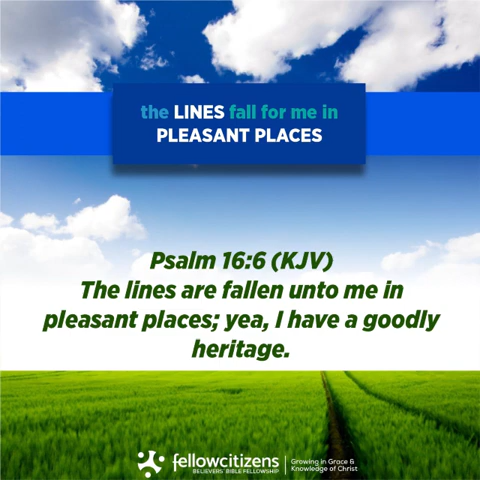 the LINES fall for me in
PLEASANT PLACES
Psalm 16:6 (KJV)
The lines are fallen unto me in
pleasant places; yea, I have a goodly
heritage.
fellowcitizens
BELIEVERS' BIBLE FELLOWSHIP
Growing in Grace &
Knowledge of Christ